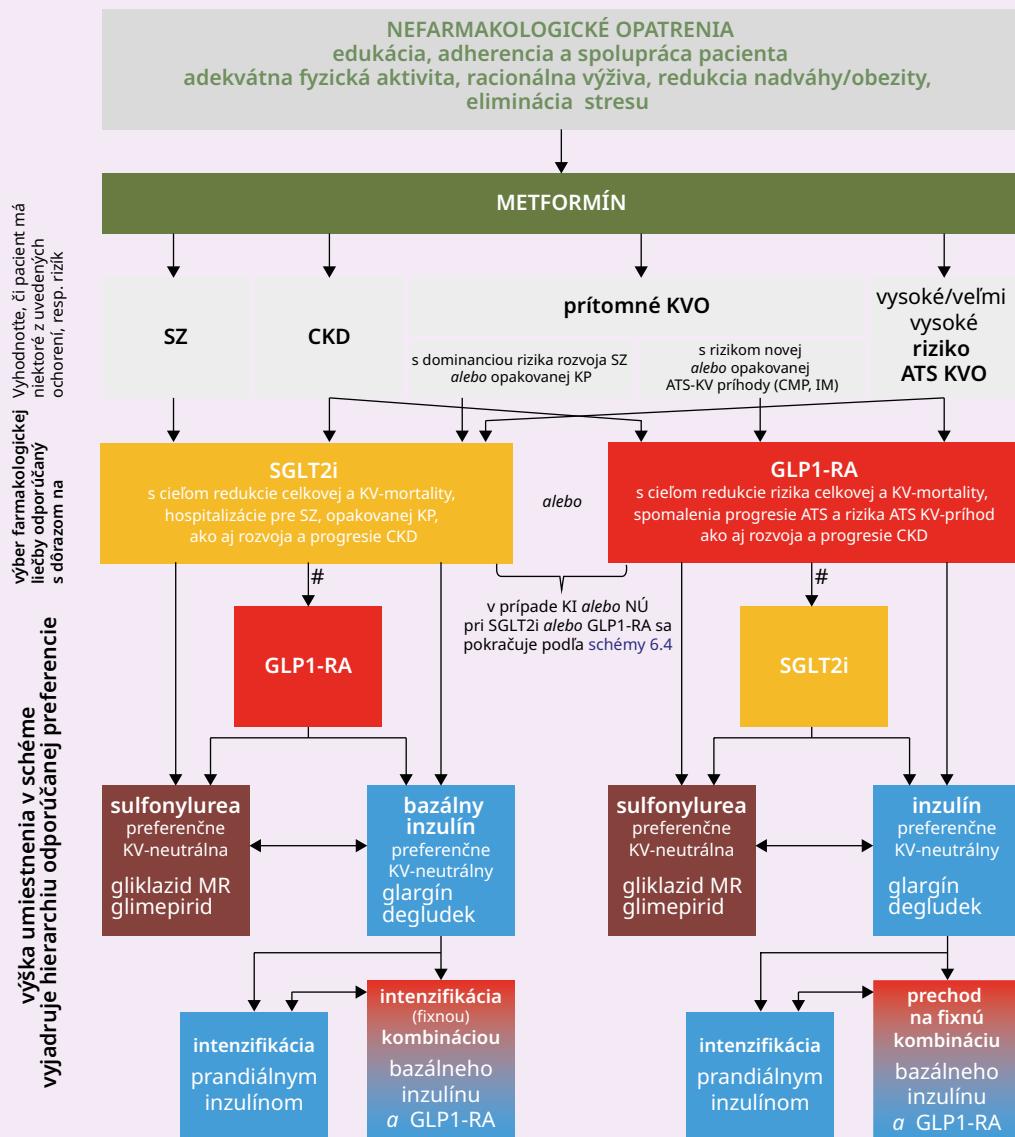 NEFARMAKOLOGICKÉ OPATRENIA
edukácia, adherencia a spolupráca pacienta
adekvátna fyzická aktivita, racionálna výživa, redukcia nadváhy/obezity,
eliminácia stresu
METFORMÍN
Vyhodnoťte, či pacient má
niektoré z uvedených
ochorení, resp. rizík
SZ
CKD
prítomné KVO
s dominanciou rizika rozvoja SZ
alebo opakovanej KP
s rizikom novej
alebo opakovanej
ATS-KV príhody (CMP, IM)
vysoké/veľmi
vysoké
riziko
ATS KVO
výber farmakologickej
liečby odporúčaný
s dôrazom na
SGLT2i
s cieľom redukcie celkovej a KV-mortality,
hospitalizácie pre SZ, opakovanej KP,
ako aj rozvoja a progresie CKD
alebo
GLP1-RA
s cieľom redukcie rizika celkovej a KV-mortality,
spomalenia progresie ATS a rizika ATS KV-príhod
ako aj rozvoja a progresie CKD
#
#
v prípade KI alebo NÚ
pri SGLT2i alebo GLP1-RA sa
pokračuje podľa schémy 6.4
GLP1-RA
SGLT2i
výška umiestnenia v schéme
vyjadruje hierarchiu odporúčanej preferencie
sulfonylurea
preferenčne
KV-neutrálna
gliklazid MR
glimepirid
bazálny
inzulín
preferenčne
KV-neutrálny
glargín
degludek
sulfonylurea
preferenčne
KV-neutrálna
gliklazid MR
glimepirid
inzulín
preferenčne
KV-neutrálny
glargín
degludek
intenzifikácia
prandiálnym
inzulínom
intenzifikácia
(fixnou)
kombináciou
bazálneho
inzulínu
a GLP1-RA
intenzifikácia
prandiálnym
inzulínom
prechod
na fixnú
kombináciu
bazálneho
inzulínu
a GLP1-RA